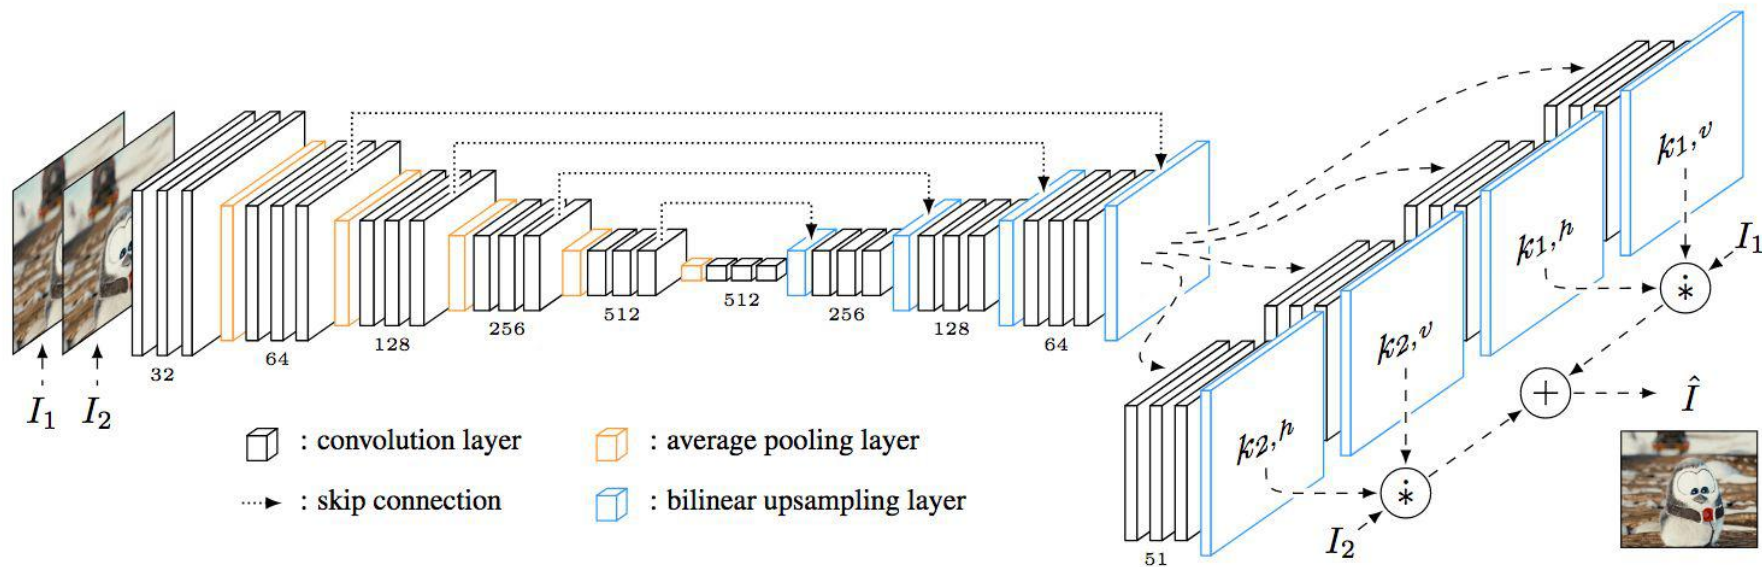 k1,v
k1,h
I1
k2,v
k2,h
I2
Î
512
512
256
256
128
128
64
64
32
51
I1 I2
: convolution layer
: average pooling layer
: skip connection
: bilinear upsampling layer
*
*
+